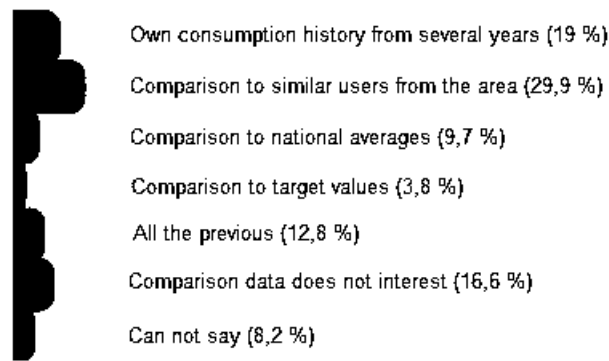 Own consumption history from several years (19 %)
Comparison to similar users from the area (29,9 %)
Comparison to national averages (9,7 %)
Comparison to target values (3,8 %)
All the previous (12,8 %)
Comparison data does not interest (16,6 %)
Can not say (8,2 %)